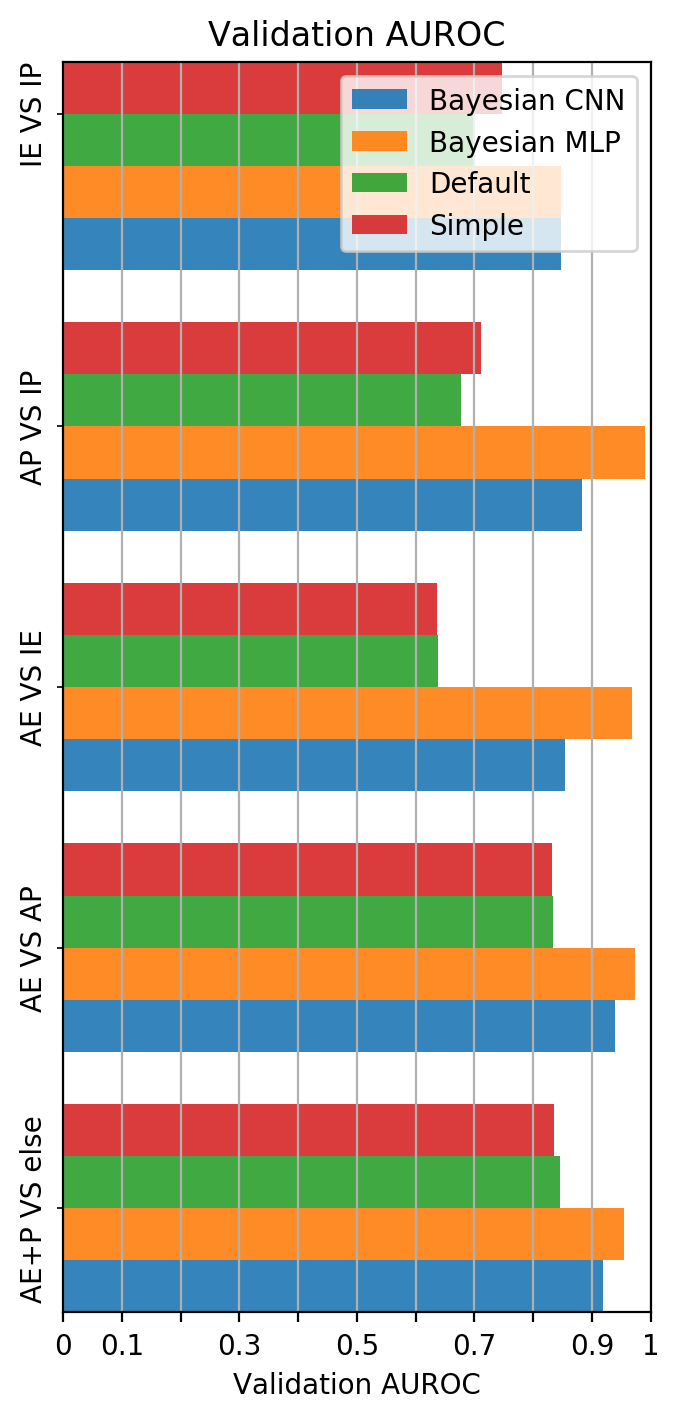 Validation AUROC
IE VS IP
AP VS IP
AE VS IE
AE VS AP
AE+P VS else
Bayesian CNN
Bayesian MLP
Default
Simple
0 0.1 0.3 0.5 0.7 0.9 1
Validation AUROC